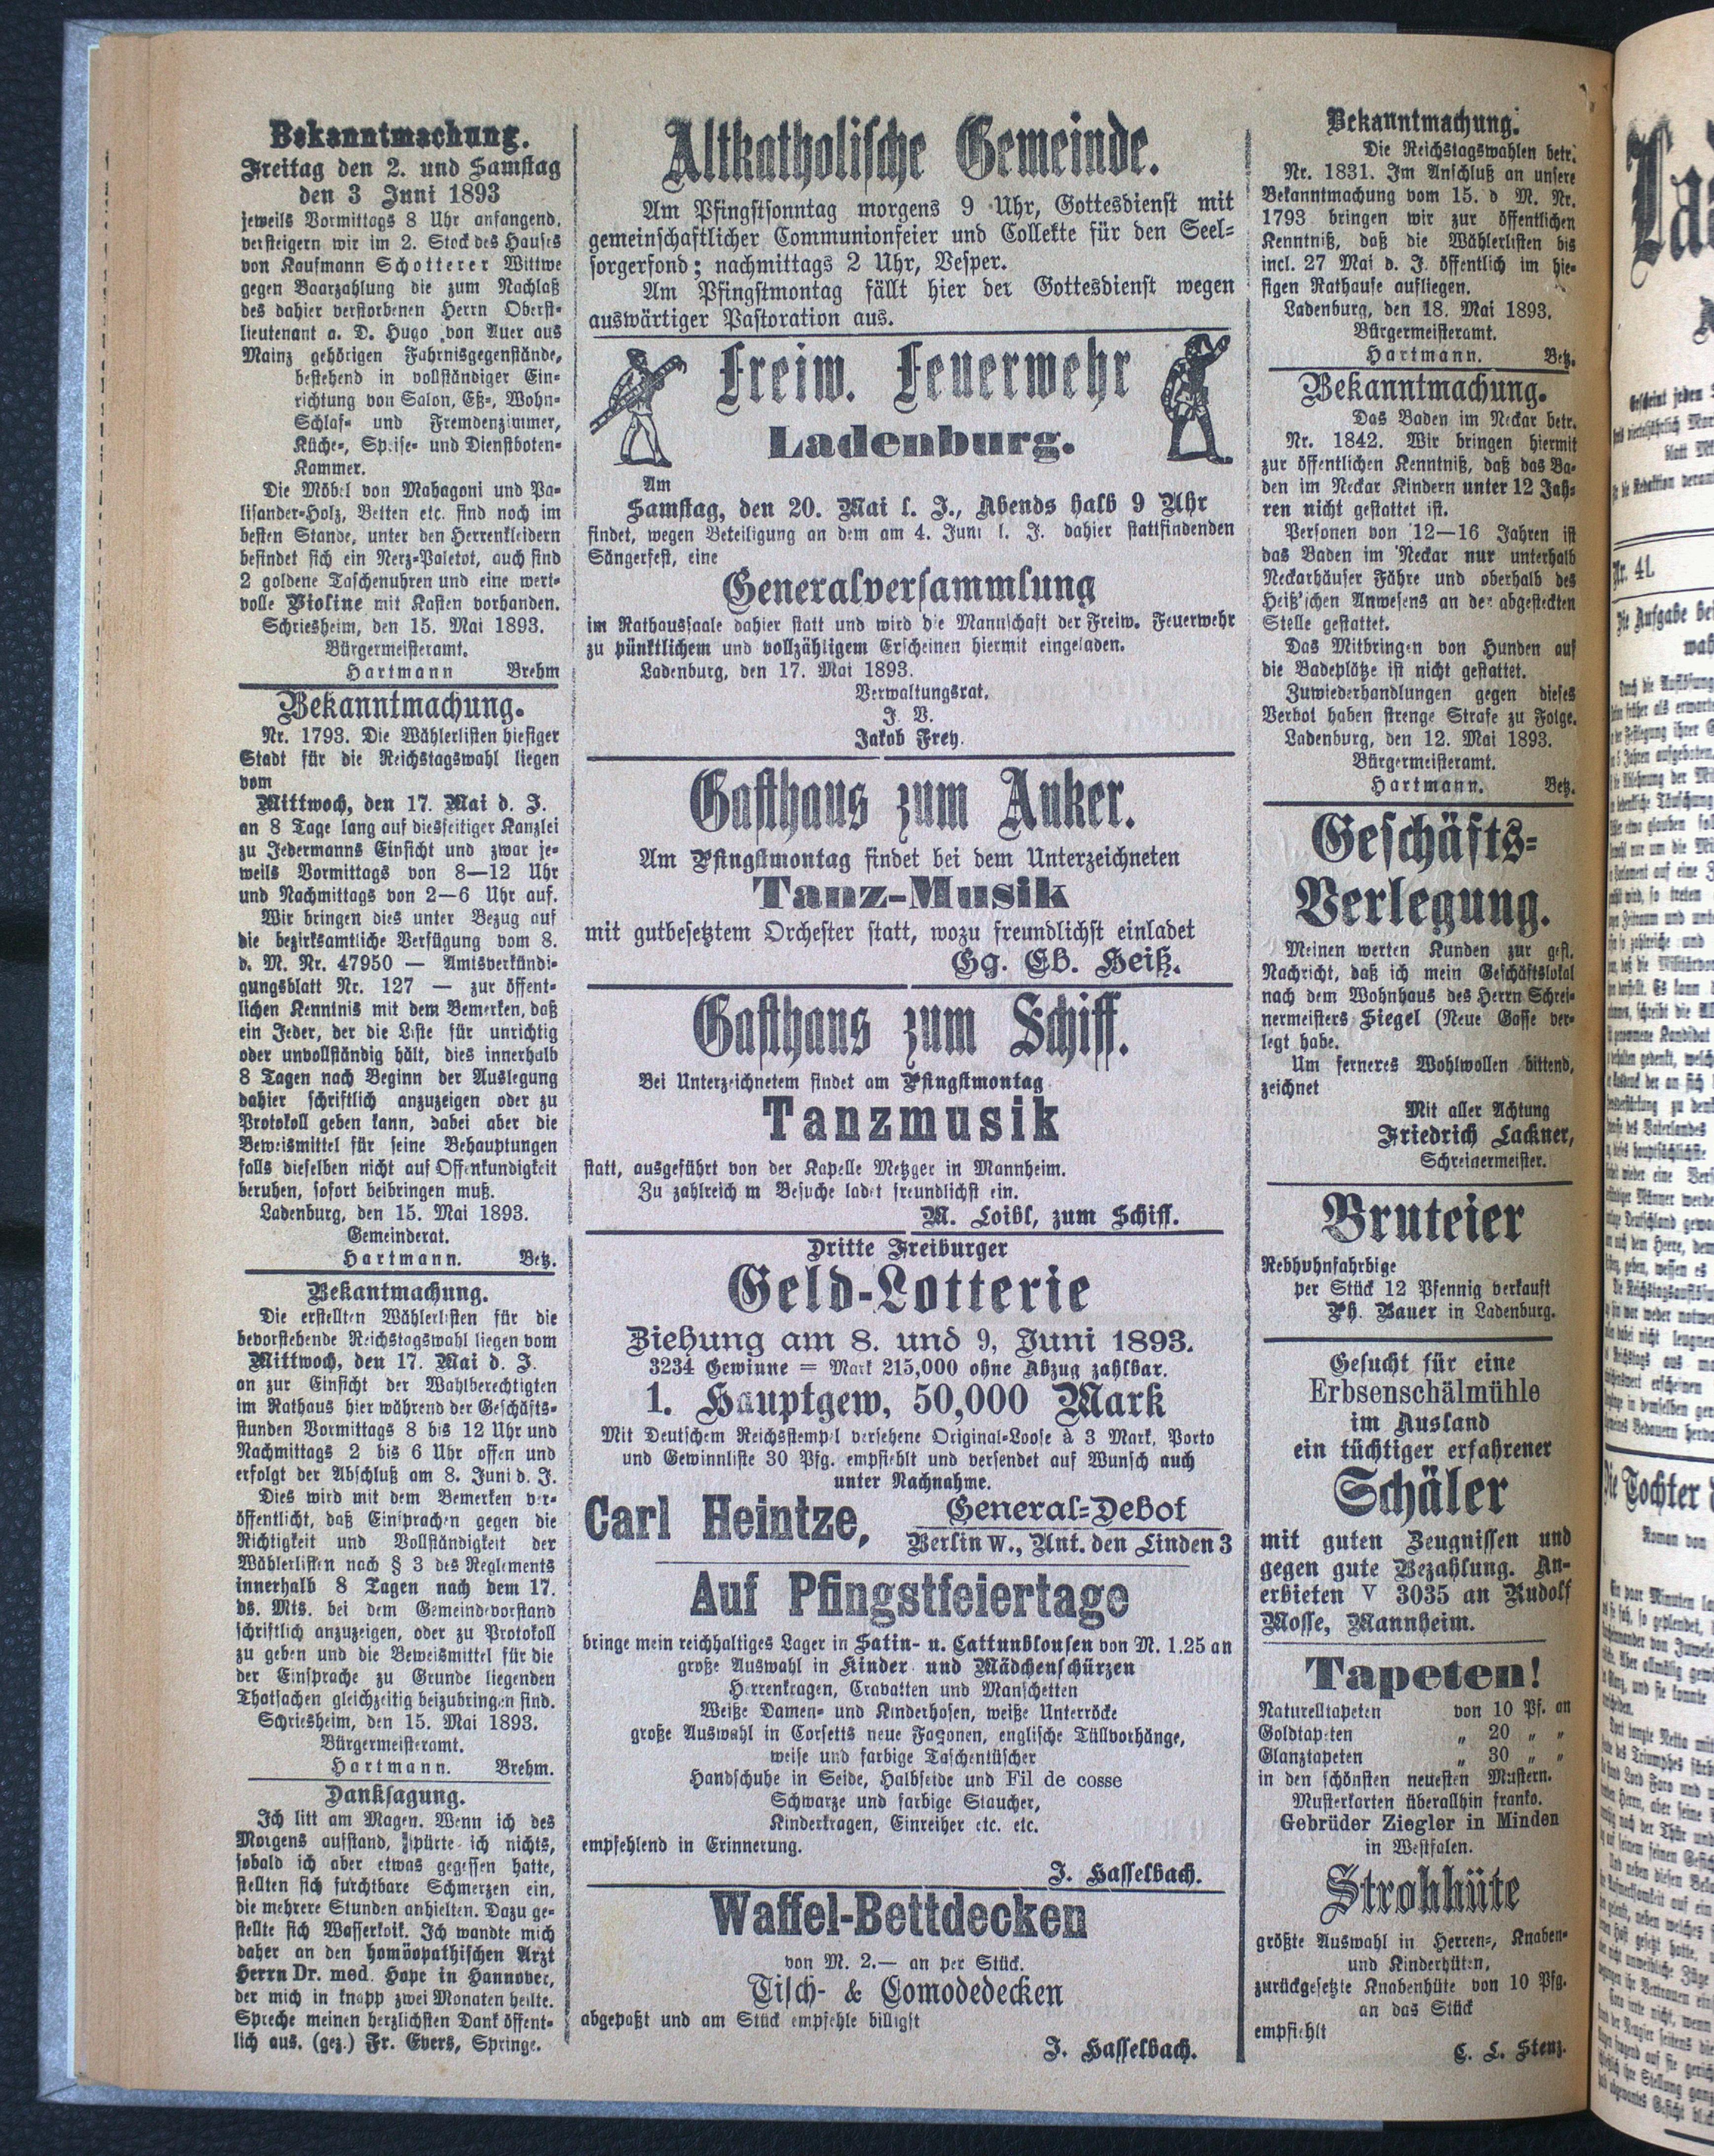 Bekanntmachung.
Freitag den 2. und Samstag
den 3 Juni 1893
jeweils Vormittags 8 Uhr anfangend,
versteigern wir im 2. Stock des Hauses
von Kaufmann Schotterer Wittwe
gegen Baarzahlung die zum Nachlaß
des dahier verstorbenen Herrn Oberst-
lieutenant a. D. Hugo von Auer aus
Mainz gehörigen Fahrnisgegenstände,
bestehend in vollständiger Ein-
richtung von Salon, Eß-, Wohn-
Schlaf- und Fremdenzimmer,
Küche-, Speise- und Dienstboten-
Kammer.
Die Möbel von Mahagoni und Pa-
lisander-Holz, Betten etc. sind noch im
besten Stande, unter den Herrenkleidern
befindet sich ein Nerz-Paletot, auch sind
2 goldene Taschenuhren und eine wert-
volle Violine mit Kasten vorhanden.
Schriesheim, den 15. Mai 1893.
Bürgermeisteramt.
Hartmann Brehm
Bekanntmachung.
Nr. 1793. Die Wählerlisten hiesiger
Stadt für die Reichstagswahl liegen
vom
Mittwoch, den 17. Mai d. J.
an 8 Tage lang auf diesseitiger Kanzlei
zu Jedermanns Einsicht und zwar je-
weils Vormittags von 8—12 Uhr
und Nachmittags von 2—6 Uhr auf.
Wir bringen dies unter Bezug auf
die bezirksamtliche Verfügung vom 8.
d. M. Nr. 47950 — Amtsverkündi-
gungsblatt Nr. 127 — zur öffent-
lichen Kenntnis mit dem Bemerken, daß
ein Jeder, der die Liste für unrichtig
oder unvollständig hält, dies innerhalb
8 Tagen nach Beginn der Auslegung
dahier schriftlich anzuzeigen oder zu
Protokoll geben kann, dabei aber die
Beweismittel für seine Behauptungen
falls dieselben nicht auf Offenkundigkeit
beruhen, sofort beibringen muß.
Ladenburg, den 15. Mai 1893.
Gemeinderat.
Hartmann. Betz.
Bekantmachung.
Die erstellten Wählerlisten für die
bevorstehende Reichstagswahl liegen vom
Mittwoch, den 17. Mai d. J.
an zur Einsicht der Wahlberechtigten
im Rathaus hier während der Geschäfts-
stunden Vormittags 8 bis 12 Uhr und
Nachmittags 2 bis 6 Uhr offen und
erfolgt der Abschluß am 8. Juni d. J.
Dies wird mit dem Bemerken ver-
öffentlicht, daß Einsprachen gegen die
Richtigkeit und Vollständigkeit der
Wählerlisten nach § 3 des Reglements
innerhalb 8 Tagen nach dem 17.
ds. Mts. bei dem Gemeindevorstand
schriftlich anzuzeigen, oder zu Protokoll
zu geben und die Beweismittel für die
der Einsprache zu Grunde liegenden
Thatsachen gleichzeitig beizubringen sind.
Schriesheim, den 15. Mai 1893.
Bürgermeisteramt.
Hartmann. Brehm.
Danksagung.
Ich litt am Magen. Wenn ich des
Morgens aufstand, spürte ich nichts,
sobald ich aber etwas gegessen hatte,
stellten sich furchtbare Schmerzen ein,
die mehrere Stunden anhielten. Dazu ge-
stellte sich Wasserkolk. Ich wandte mich
daher an den homöopathischen Arzt
Herrn Dr. med. Hope in Hannover,
der mich in knapp zwei Monaten heilte.
Spreche meinen herzlichsten Dank öffent-
lich aus. (gez.) Fr. Evers, Springe.
Altkatholische Gemeinde.
Am Pfingstsonntag morgens 9 Uhr, Gottesdienst mit
gemeinschaftlicher Communionfeier und Collekte für den Seel-
sorgerfond; nachmittags 2 Uhr, Vesper.
Am Pfingstmontag fällt hier der Gottesdienst wegen
auswärtiger Pastoration aus.
Freiw. Feuerwehr
Ladenburg.
Am
Samstag, den 20. Mai l. J., Abends halb 9 Uhr
findet, wegen Beteiligung an dem am 4. Juni l. J. dahier stattfindenden
Sängerfest, eine
Generalversammlung
im Rathaussaale dahier statt und wird die Mannschaft der Freiw. Feuerwehr
zu pünktlichem und vollzähligem Erscheinen hiermit eingeladen.
Ladenburg, den 17. Mai 1893.
Verwaltungsrat.
J. V.
Jakob Frey.
Gasthaus zum Anker.
Am Pfingstmontag findet bei dem Unterzeichneten
Tanz-Musik
mit gutbesetztem Orchester statt, wozu freundlichst einladet
Gg. Eb. Heiß.
Gasthaus zum Schiff.
Bei Unterzeichnetem findet am Pfingstmontag
Tanzmusik
statt, ausgeführt von der Kapelle Metzger in Mannheim.
Zu zahlreich m Besuche ladet freundlichst ein.
M. Loibl, zum Schiff.
Dritte Freiburger
Geld-Lotterie
Ziehung am 8. und 9, Juni 1893.
3234 Gewinne = Mark 215,000 ohne Abzug zahlbar.
1. Hauptgew, 50,000 Mark
Mit Deutschem Reichsstempel versehene Original-Loose à 3 Mark, Porto
und Gewinnliste 30 Pfg. empfiehlt und versendet auf Wunsch auch
unter Nachnahme.
Carl Heintze, General-Debot
Berlin W., Unt. den Linden 3
Auf Pfingstfeiertage
bringe mein reichhaltiges Lager in Satin- u. Cattunblousen von M. 1.25 an
große Auswahl in Kinder und Mädchenschürzen
Herrenkragen, Cravatten und Manschetten
Weiße Damen- und Kinderhosen, weiße Unterröcke
große Auswahl in Corsetts neue Façonen, englische Tüllvorhänge,
weise und farbige Taschentüscher
Handschuhe in Seide, Halbseide und Fil de cosse
Schwarze und farbige Staucher,
Kinderkragen, Einreiher etc. etc.
empfehlend in Erinnerung.
J. Hasselbach.
Waffel-Bettdecken
von M. 2.— an per Stück.
Tisch- & Comodedecken
abgepaßt und am Stück empfehle billigst
J. Hasselbach.
Bekanntmachung.
Die Reichstagswahlen betr.
Nr. 1831. Im Anschluß an unsere
Bekanntmachung vom 15. d M. Nr.
1793 bringen wir zur öffentlichen
Kenntniß, daß die Wählerlisten bis
incl. 27 Mai d. J. öffentlich im hie-
sigen Rathause aufliegen.
Ladenburg, den 18. Mai 1893.
Bürgermeisteramt.
Hartmann. Betz.
Bekanntmachung.
Das Baden im Neckar betr.
Nr. 1842. Wir bringen hiermit
zur öffentlichen Kenntniß, daß das Ba-
den im Neckar Kindern unter 12 Jah-
ren nicht gestattet ist.
Personen von 12—16 Jahren ist
das Baden im Neckar nur unterhalb
Neckarhäuser Fähre und oberhalb des
Heiß'schen Anwesens an der abgesteckten
Stelle gestattet.
Das Mitbringen von Hunden auf
die Badeplätze ist nicht gestattet.
Zuwiederhandlungen gegen dieses
Verbot haben strenge Strafe zu Folge.
Ladenburg, den 12. Mai 1893.
Bürgermeisteramt.
Hartmann. Betz.
Geschäfts-
Verlegung.
Meinen werten Kunden zur gefl.
Nachricht, daß ich mein Geschäftslokal
nach dem Wohnhaus des Herrn Schrei-
nermeisters Siegel (Neue Gasse ver-
legt habe.
Um ferneres Wohlwollen bittend,
zeichnet
Mit aller Achtung
Friedrich Lackner,
Schreinermeister.
Bruteier
Rebhuhnfahrbige
per Stück 12 Pfennig verkauft
Ph. Bauer in Ladenburg.
Gesucht für eine
Erbsenschälmühle
im Ausland
ein tüchtiger erfahrener
Schäler
mit guten Zeugnissen und
gegen gute Bezahlung. An-
erbieten V 3035 an Rudolf
Mosse, Mannheim.
Tapeten!
Naturelltapeten von 10 Pf. an
Goldtapeten „ 20 „ „
Glanztapeten „ 30 „ „
in den schönsten neuesten Mustern.
Musterkarten überallhin franko.
Gebrüder Ziegler in Minden
in Westfalen.
Strohhüte
größte Auswahl in Herren-, Knaben-
und Kinderhüten,
zurückgesetzte Knabenhüte von 10 Pfg.
an das Stück
empfiehlt
C. L. Stenz.
Nr. 41.